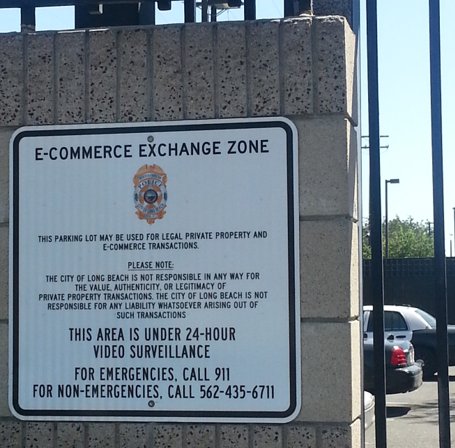 E-COMMERCE EXCHANGE ZONE
THIS PARKING LOT MAY BE USED FOR LEGAL PRIVATE PROPERTY AND
E-COMMERCE TRANSACTIONS.
PLEASE NOTE:
THE CITY OF LONG BEACH IS NOT RESPONSIBLE IN ANY WAY FOR
THE VALUE, AUTHENTICITY, OR LEGITIMACY OF
PRIVATE PROPERTY TRANSACTIONS. THE CITY OF LONG BEACH IS NOT
RESPONSIBLE FOR ANY LIABILITY WHATSOEVER ARISING OUT OF
SUCH TRANSACTIONS
THIS AREA IS UNDER 24-HOUR
VIDEO SURVEILLANCE
FOR EMERGENCIES, CALL 911
FOR NON-EMERGENCIES, CALL 562-435-6711